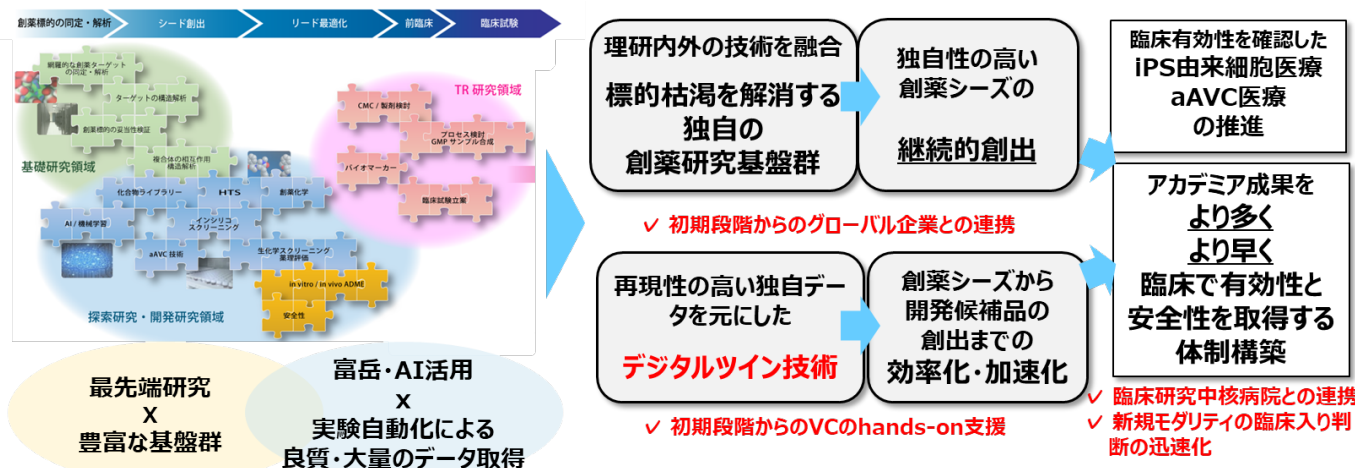 創薬標的の同定・解析
シード創出
リード最適化
前臨床
臨床試験
網羅的な創薬ターゲット
の同定・解析
ターゲットの構造解析
創薬標的の妥当性検証
複合体の相互作用
構造解析
基礎研究領域
TR 研究領域
CMC / 製剤検討
プロセス検討
GMP サンプル合成
バイオマーカー
臨床試験立案
化合物ライブラリー
HTS
創薬化学
AI / 機械学習
インシリコ
スクリーニング
aAVC 技術
生化学スクリーニング
薬理評価
in vitro / in vivo ADME
安全性
探索研究・開発研究領域
最先端研究
X
豊富な基盤群
富岳・AI活用
x
実験自動化による
良質・大量のデータ取得
理研内外の技術を融合
標的枯渇を解消する
独自の
創薬研究基盤群
独自性の高い
創薬シーズの
継続的創出
✓ 初期段階からのグローバル企業との連携
再現性の高い独自デー
タを元にした
デジタルツイン技術
創薬シーズから
開発候補品の
創出までの
効率化・加速化
✓ 初期段階からのVCのhands-on支援
臨床有効性を確認した
iPS由来細胞医療
aAVC医療
の推進
アカデミア成果を
より多く
より早く
臨床で有効性と
安全性を取得する
体制構築
✓ 臨床研究中核病院との連携
✓ 新規モダリティの臨床入り判
断の迅速化